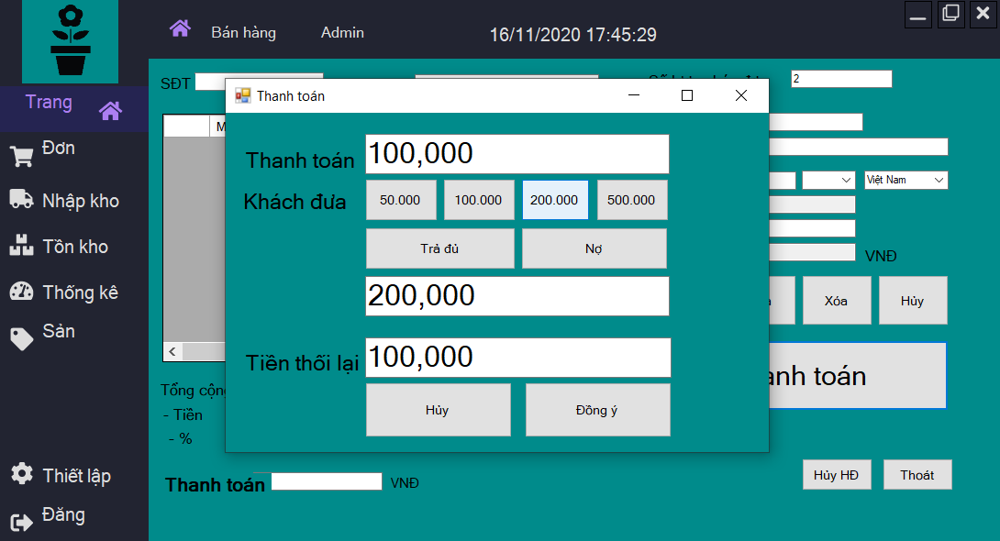 Bán hàng
Admin
16/11/2020 17:45:29
Trang
Đơn
Nhập kho
Tồn kho
Thống kê
Sản
Thiết lập
Đăng
SĐT
2
M
Việt Nam
VNĐ
Xóa
Hủy
anh toán
Tổng cộng
- Tiền
- %
Thanh toán
VNĐ
Hủy HĐ
Thoát
Thanh toán
Thanh toán
100,000
Khách đưa
50.000
100.000
200.000
500.000
Trả đủ
Nợ
200,000
Tiền thối lại
100,000
Hủy
Đồng ý